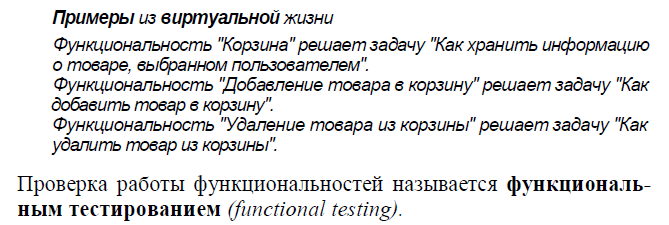 Примеры из виртуальной жизни
Функциональность "Корзина" решает задачу "Как хранить информацию
о товаре, выбранном пользователем".
Функциональность "Добавление товара в корзину" решает задачу "Как
добавить товар в корзину".
Функциональность "Удаление товара из корзины" решает задачу "Как
удалить товар из корзины".
Проверка работы функциональностей называется функциональ-
ным тестированием (functional testing).